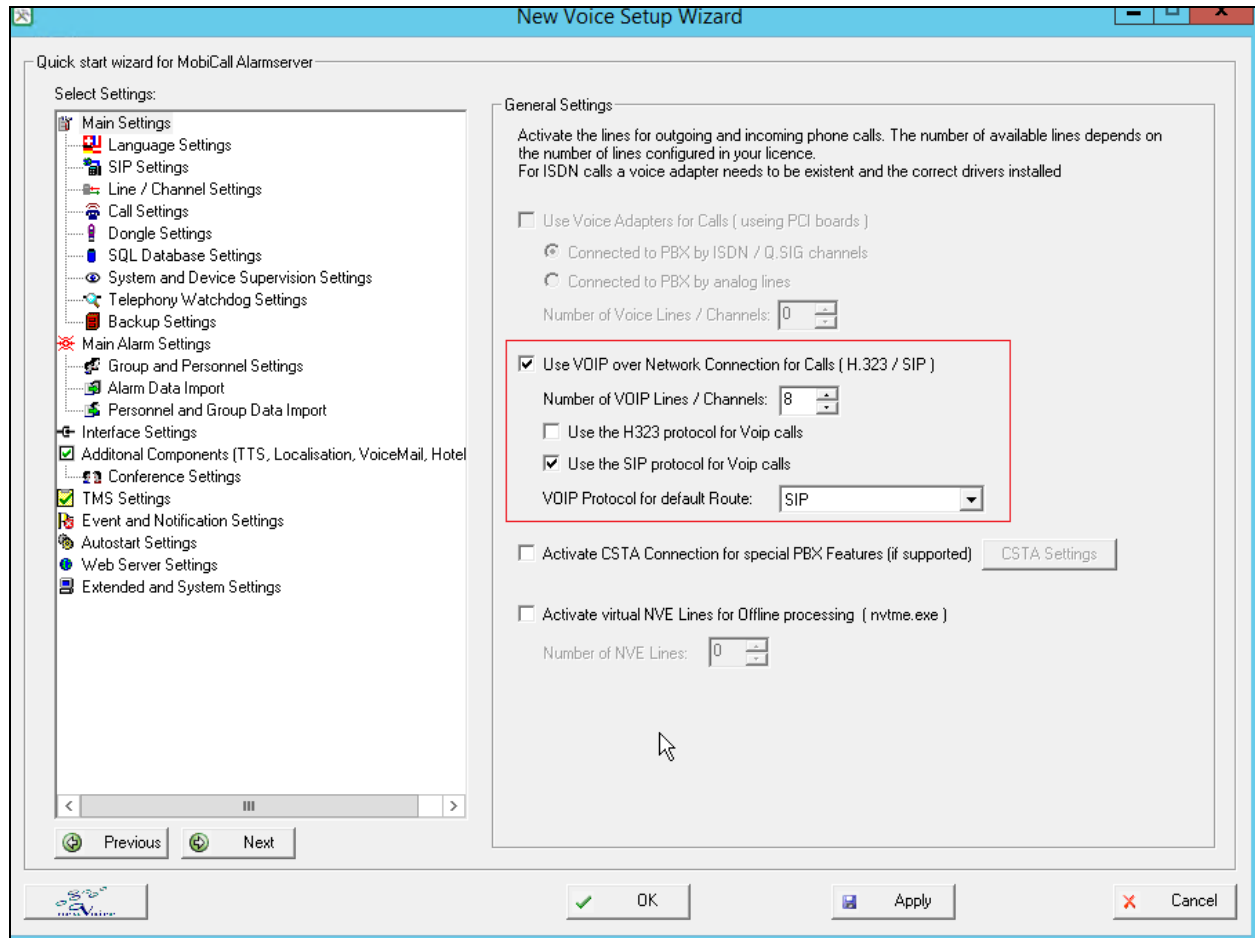 New Voice Setup Wizard
Quick start wizard for MobiCall Alarmserver
Select Settings:
Main Settings
Language Settings
SIP Settings
Line / Channel Settings
Call Settings
Dongle Settings
SQL Database Settings
System and Device Supervision Settings
Telephony Watchdog Settings
Backup Settings
Main Alarm Settings
Group and Personnel Settings
Alarm Data Import
Personnel and Group Data Import
Interface Settings
Additonal Components (TTS, Localisation, VoiceMail, Hotel
Conference Settings
TMS Settings
Event and Notification Settings
Autostart Settings
Web Server Settings
Extended and System Settings
Previous
Next
General Settings
Activate the lines for outgoing and incoming phone calls. The number of available lines depends on
the number of lines configured in your licence.
For ISDN calls a voice adapter needs to be existent and the correct drivers installed
Use Voice Adapters for Calls ( useing PCI boards )
Connected to PBX by ISDN / Q.SIG channels
Connected to PBX by analog lines
Number of Voice Lines / Channels: 0
Use VOIP over Network Connection for Calls ( H.323 / SIP )
Number of VOIP Lines / Channels: 8
Use the H323 protocol for Voip calls
Use the SIP protocol for Voip calls
VOIP Protocol for default Route: SIP
Activate CSTA Connection for special PBX Features (if supported) CSTA Settings
Activate virtual NVE Lines for Offline processing ( nvtme.exe )
Number of NVE Lines: 0
newVoice
OK
Apply
Cancel